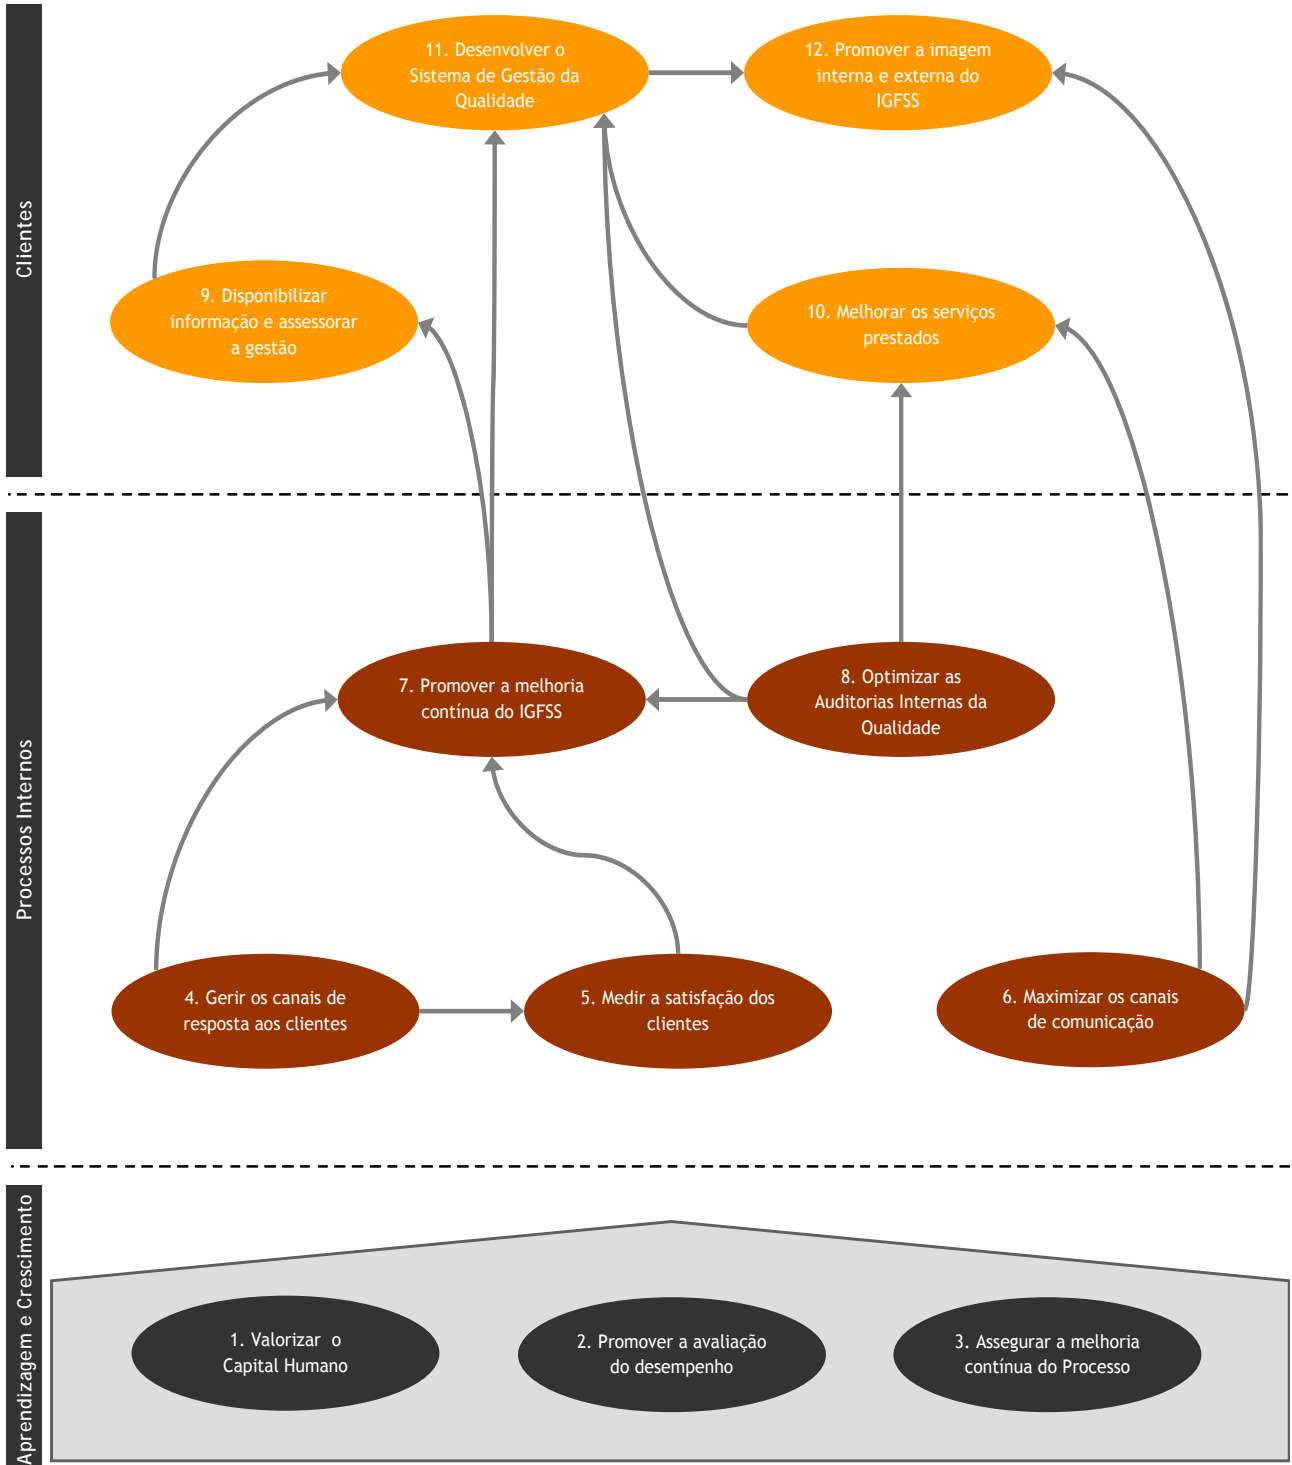 Clientes
11. Desenvolver o
Sistema de Gestão da
Qualidade
12. Promover a imagem
interna e externa do
IGFSS
9. Disponibilizar
informação e assessorar
a gestão
10. Melhorar os serviços
prestados
Processos Internos
7. Promover a melhoria
contínua do IGFSS
8. Optimizar as
Auditorias Internas da
Qualidade
4. Gerir os canais de
resposta aos clientes
5. Medir a satisfação dos
clientes
6. Maximizar os canais
de comunicação
Aprendizagem e Crescimento
1. Valorizar o
Capital Humano
2. Promover a avaliação
do desempenho
3. Assegurar a melhoria
contínua do Processo